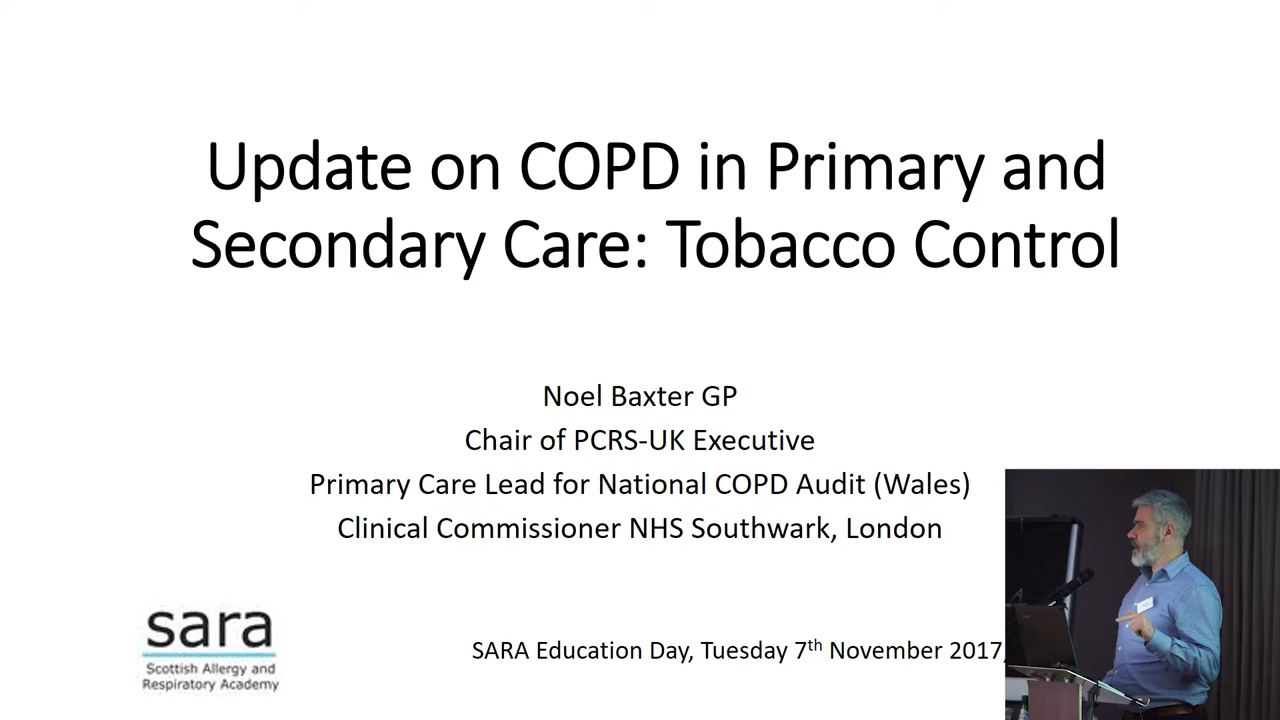 Update on COPD in Primary and
Secondary Care: Tobacco Control
Noel Baxter GP
Chair of PCRS-UK Executive
Primary Care Lead for National COPD Audit (Wales)
Clinical Commissioner NHS Southwark, London
sara
Scottish Allergy and
Respiratory Academy
SARA Education Day, Tuesday 7th November 2017,